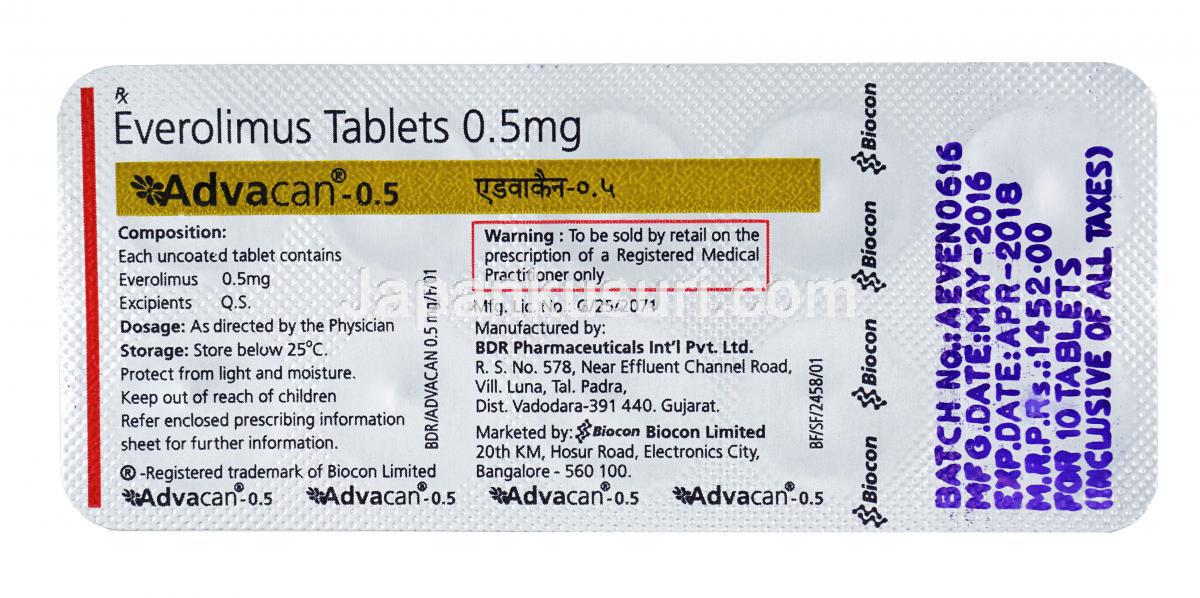 Rx
Everolimus Tablets 0.5mg
Advacan®-0.5 एडवाकैन-०.५
Composition:
Each uncoated tablet contains
Everolimus 0.5mg
Excipients Q.S.
Dosage: As directed by the Physician
Storage: Store below 25°C.
Protect from light and moisture.
Keep out of reach of children
Refer enclosed prescribing information
sheet for further information.
® -Registered trademark of Biocon Limited
BDR/ADVACAN 0.5 mg/F/01
Warning : To be sold by retail on the
prescription of a Registered Medical
Practitioner only
Mfg. Lic. No.: G/25/2071
Manufactured by:
BDR Pharmaceuticals Int'l Pvt. Ltd.
R. S. No. 578, Near Effluent Channel Road,
Vill. Luna, Tal. Padra,
Dist. Vadodara-391 440. Gujarat.
Marketed by: Biocon Biocon Limited
20th KM, Hosur Road, Electronics City,
Bangalore - 560 100.
BF/SF/2458/01
Advacan®-0.5 Advacan®-0.5 Advacan®-0.5 Advacan®-0.5
Biocon Biocon Biocon Biocon
BATCH NO.:AEVEN0616
MFG.DATE:MAY-2016
EXP.DATE:APR-2018
M.R.P.Rs.:1452.00
FOR 10 TABLETS
(INCLUSIVE OF ALL TAXES)